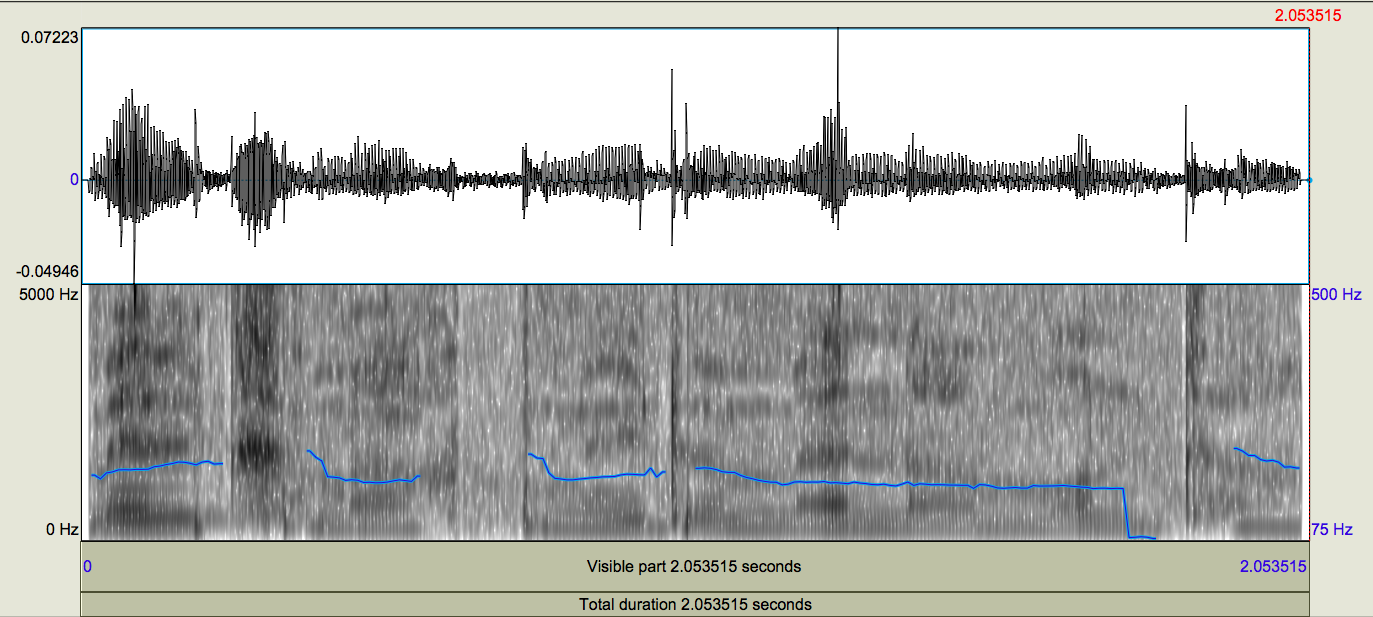 2.053515
0.07223
0
-0.04946
5000 Hz 500 Hz
0 Hz 75 Hz
0 Visible part 2.053515 seconds 2.053515
Total duration 2.053515 seconds